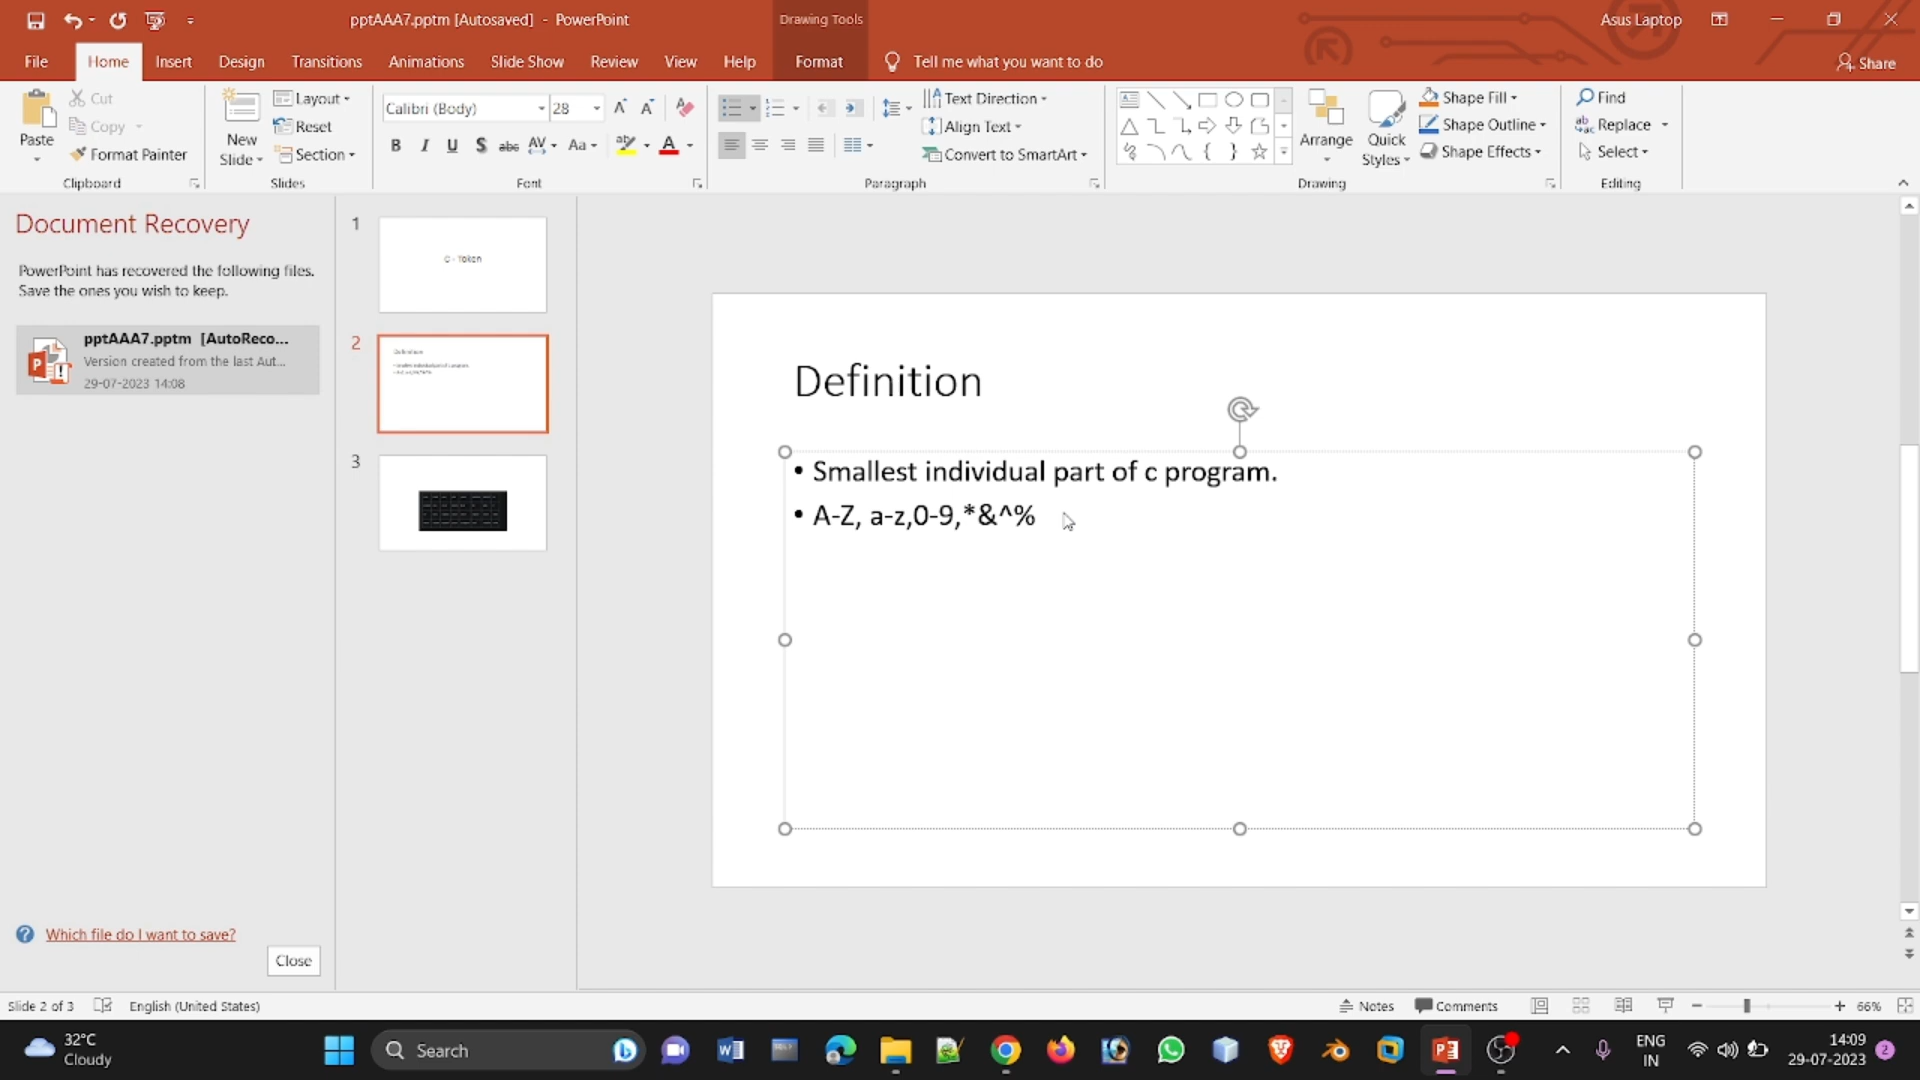 pptAAA7.pptm [Autosaved] - PowerPoint
Drawing Tools
Asus Laptop
File Home Insert Design Transitions Animations Slide Show Review View Help Format Tell me what you want to do Share
Cut
Copy
Format Painter
Paste
Clipboard
New
Slide
Layout
Reset
Section
Slides
Calibri (Body) 28
B I U S abc AV Aa A
Font
Text Direction
Align Text
Convert to SmartArt
Paragraph
Arrange
Quick
Styles
Shape Fill
Shape Outline
Shape Effects
Drawing
Find
Replace
Select
Editing
Document Recovery
PowerPoint has recovered the following files.
Save the ones you wish to keep.
pptAAA7.pptm [AutoReco...
Version created from the last Aut...
29-07-2023 14:08
Which file do I want to save?
Close
1
C - Token
2
Definition
3
Definition
• Smallest individual part of c program.
• A-Z, a-z,0-9,*&^%
Slide 2 of 3 English (United States)
Notes Comments 66%
32°C
Cloudy
Search
ENG
IN
14:09
29-07-2023
2